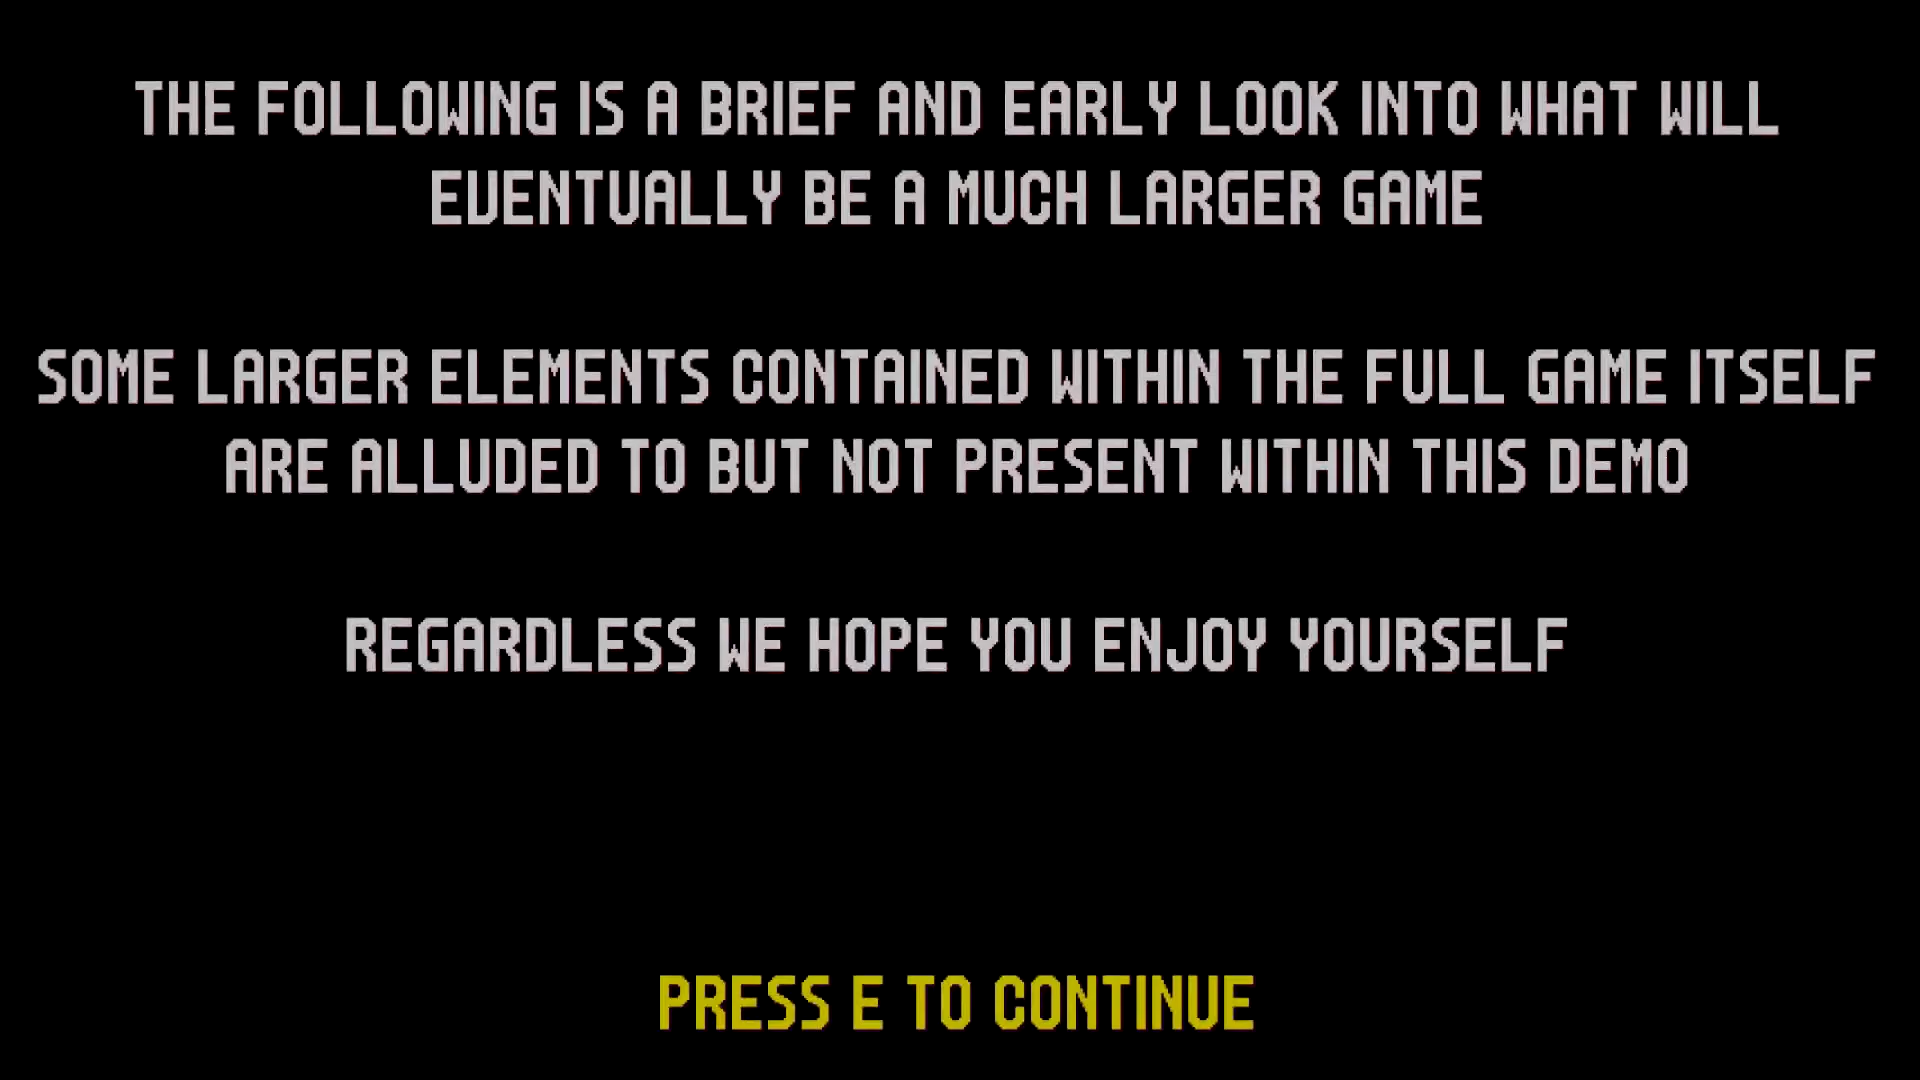 THE FOLLOWING IS A BRIEF AND EARLY LOOK INTO WHAT WILL
EVENTUALLY BE A MUCH LARGER GAME
SOME LARGER ELEMENTS CONTAINED WITHIN THE FULL GAME ITSELF
ARE ALLUDED TO BUT NOT PRESENT WITHIN THIS DEMO
REGARDLESS WE HOPE YOU ENJOY YOURSELF
PRESS E TO CONTINUE